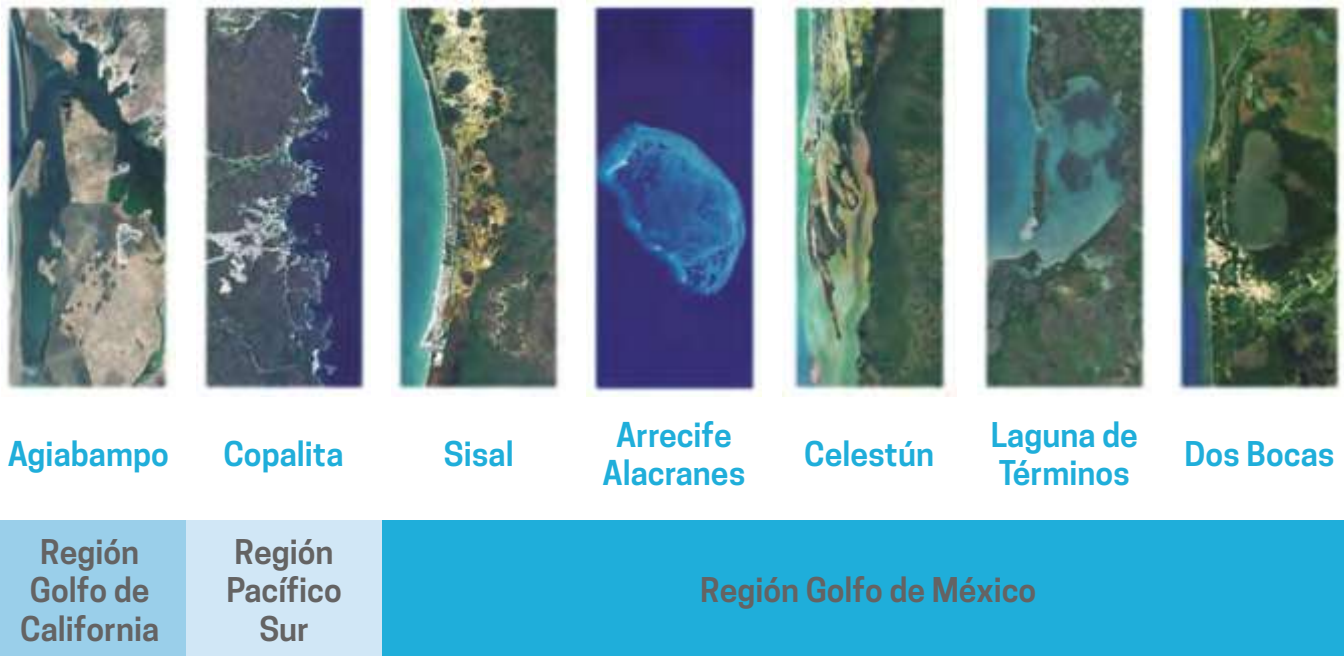 Agiabampo
Copalita
Sisal
Arrecife
Alacranes
Celestún
Laguna de
Términos
Dos Bocas
Región
Golfo de
California
Región
Pacífico
Sur
Región Golfo de México